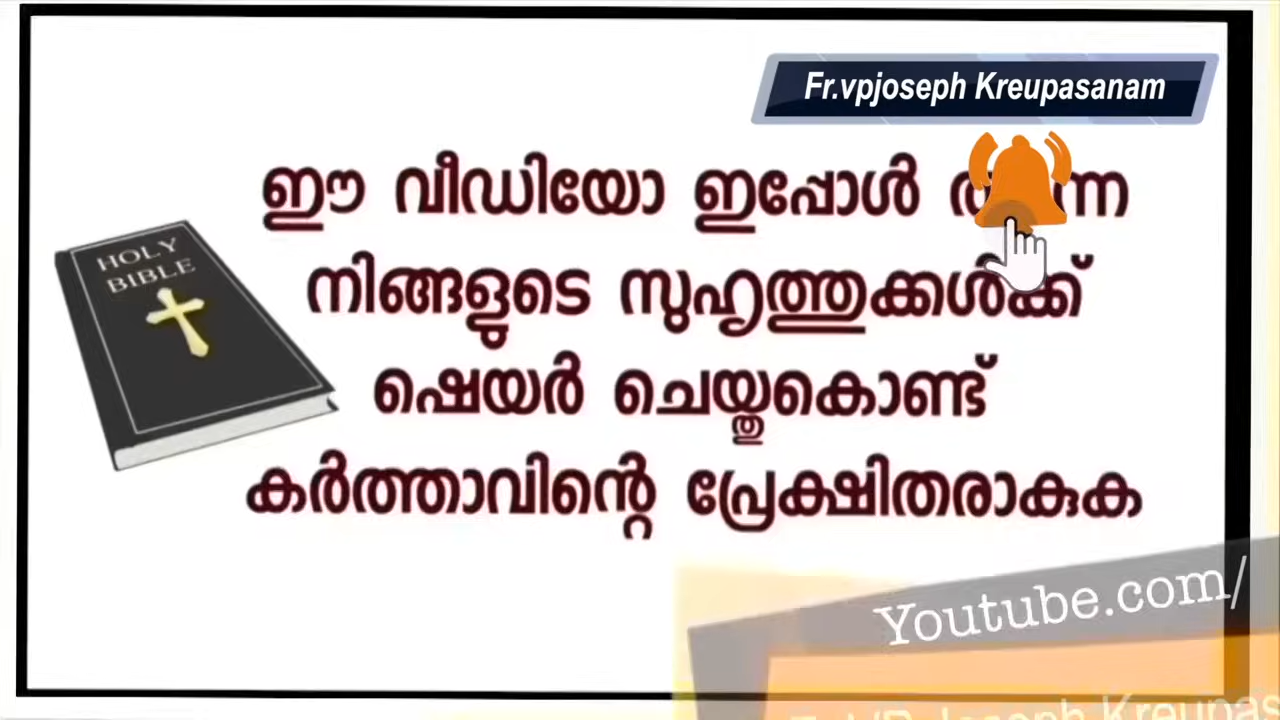 Fr.vpjoseph Kreupasanam
ഈ വീഡിയോ ഇപ്പോൾ
നിങ്ങളുടെ സുഹൃത്തുക്കൾക്ക്
ഷെയർ ചെയ്തുകൊണ്ട്
കർത്താവിന്റെ പ്രേക്ഷിതരാകുക
HOLY
BIBLE
Youtube.com/